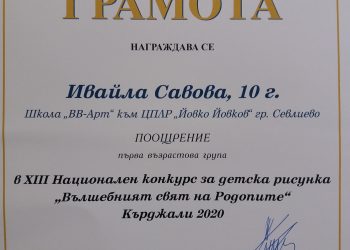 ГРАМОТА
НАГРАЖДАВА СЕ
Ивайла Савова, 10 г.
Школа „ВВ-Арт“ към ЦПЛР „Йовко Йовков“ гр. Севлиево
ПООЩРЕНИЕ
първа възрастова група
в XIII Национален конкурс за детска рисунка
„Вълшебният свят на Родопите“
Кърджали 2020